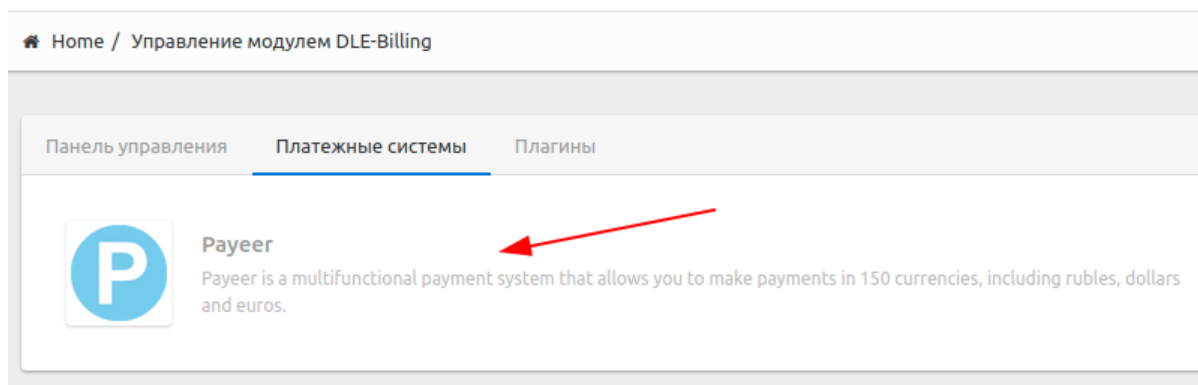 Home / Управление модулем DLE-Billing
Панель управления Платежные системы Плагины
P
Payeer
Payeer is a multifunctional payment system that allows you to make payments in 150 currencies, including rubles, dollars
and euros.